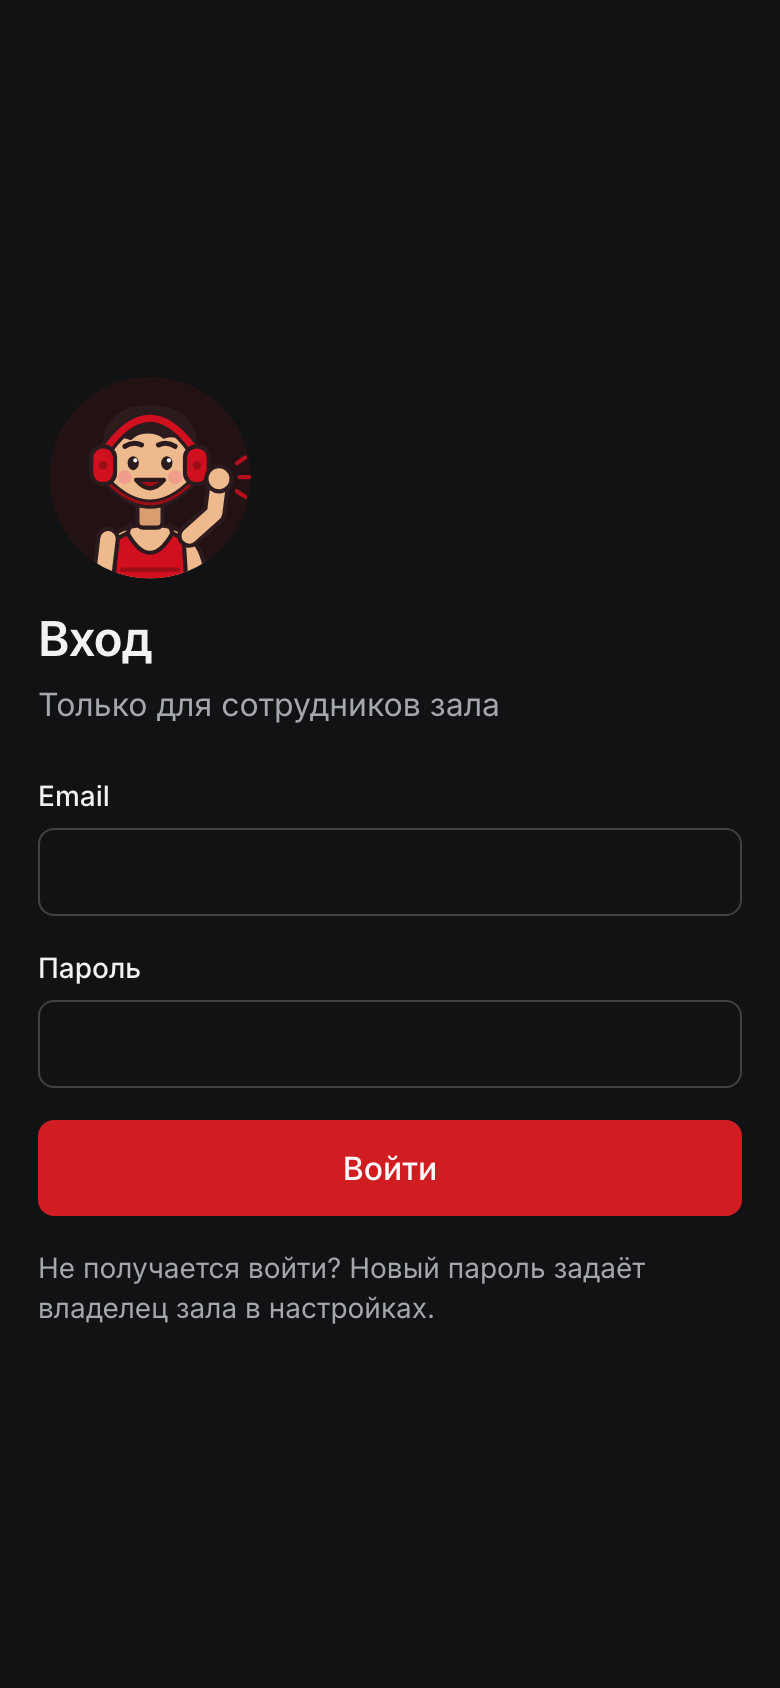 Вход
Только для сотрудников зала
Email
Пароль
Войти
Не получается войти? Новый пароль задаёт
владелец зала в настройках.